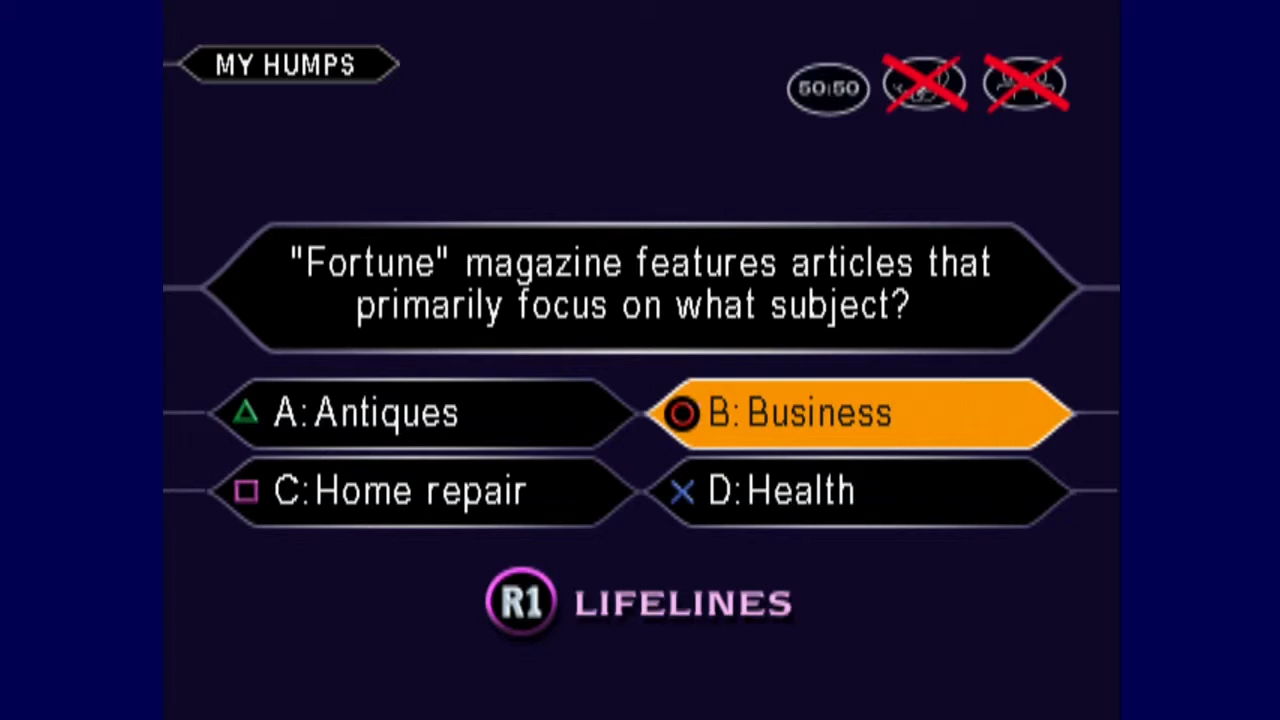 MY HUMPS
50:50
"Fortune" magazine features articles that
primarily focus on what subject?
A: Antiques
B: Business
C: Home repair
D: Health
R1 LIFELINES